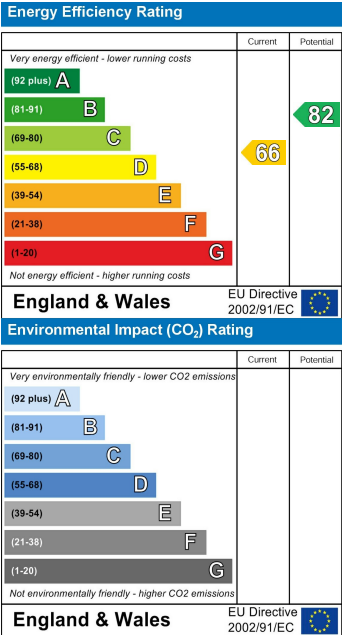 Energy Efficiency Rating
Current Potential
Very energy efficient - lower running costs
(92 plus) A
(81-91) B
82
(69-80) C
66
(55-68) D
(39-54) E
(21-38) F
(1-20) G
Not energy efficient - higher running costs
England & Wales
EU Directive
2002/91/EC
Environmental Impact (CO₂) Rating
Current Potential
Very environmentally friendly - lower CO2 emissions
(92 plus) A
(81-91) B
(69-80) C
(55-68) D
(39-54) E
(21-38) F
(1-20) G
Not environmentally friendly - higher CO2 emissions
England & Wales
EU Directive
2002/91/EC